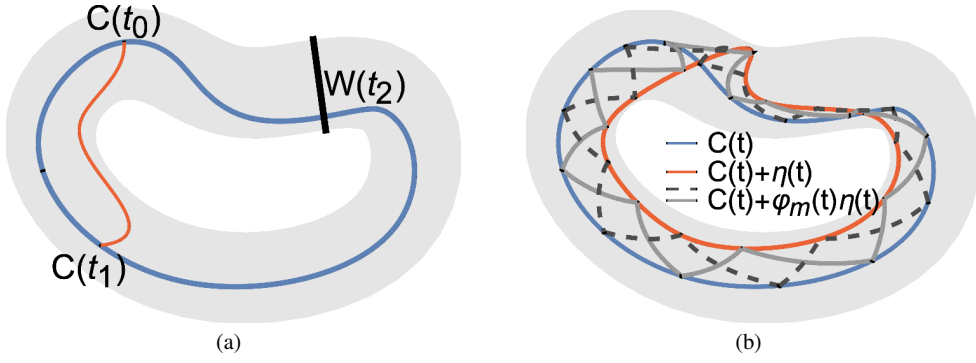 C(t₀)
W(t₂)
C(t₁)
(a)
C(t)
C(t)+η(t)
C(t)+φₘ(t)η(t)
(b)